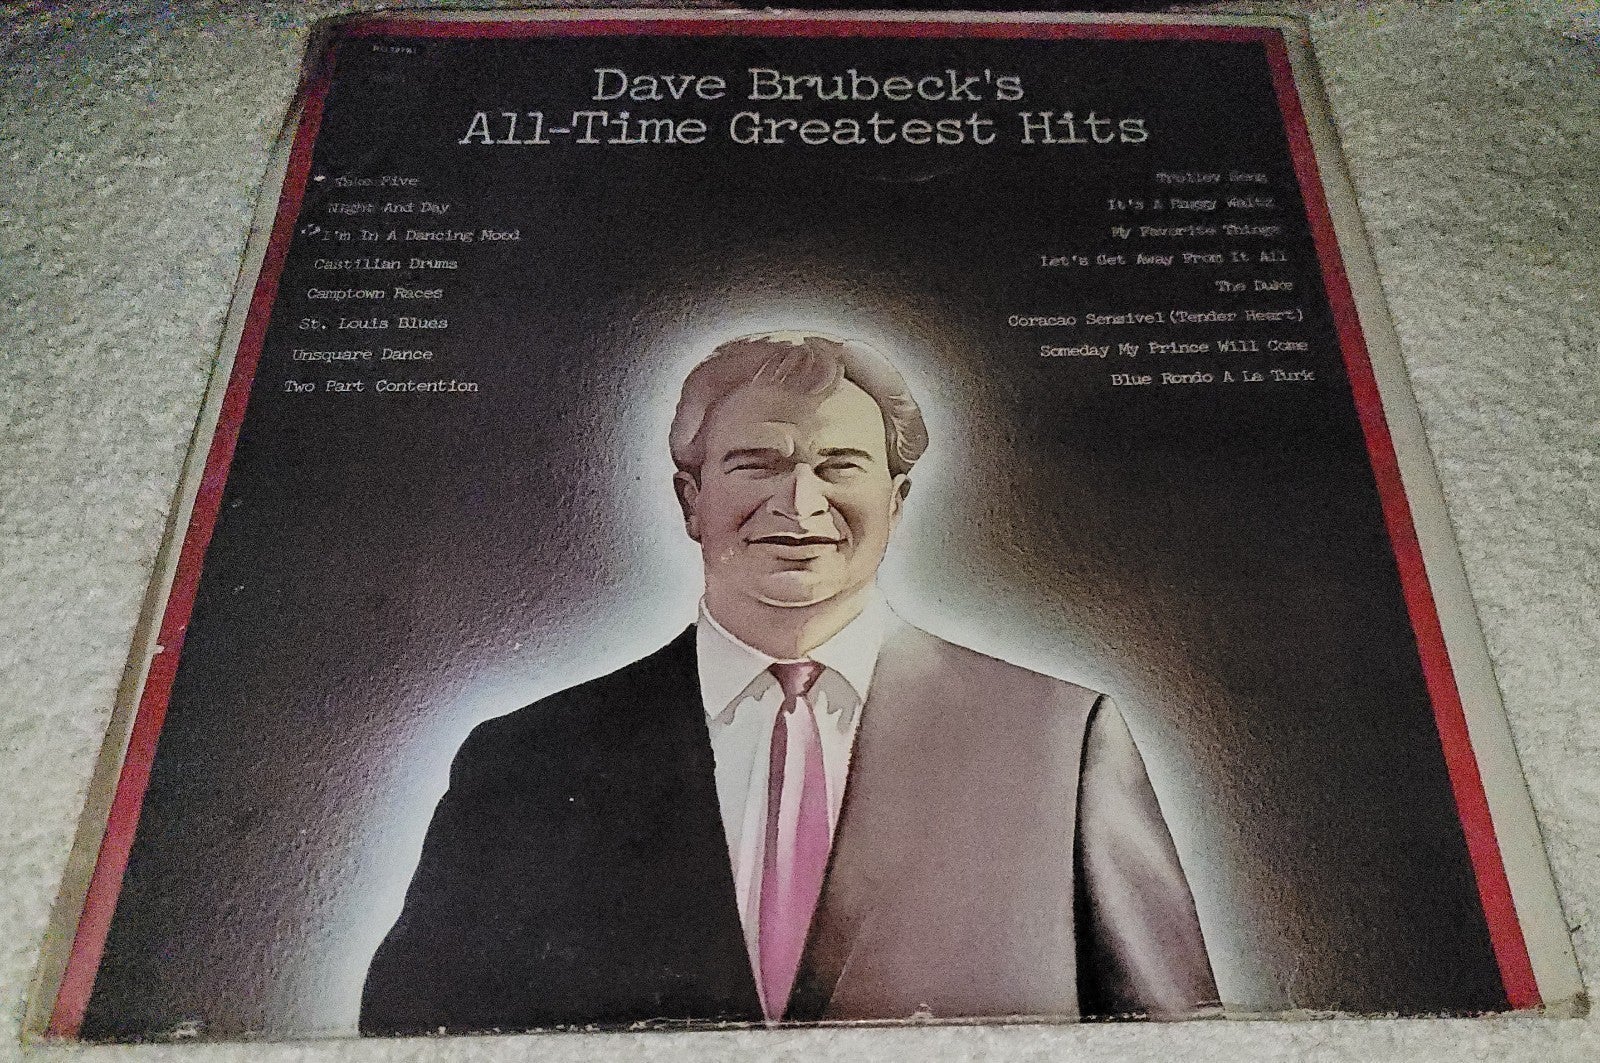 Dave Brubeck's
All-Time Greatest Hits
Take Five
Night And Day
I'm In A Dancing Mood
Castilian Drums
Camptown Races
St. Louis Blues
Unsquare Dance
Two Part Contention
Trolley Song
It's A Raggy Waltz
My Favorite Things
Let's Get Away From It All
The Duke
Coracao Sensivel (Tender Heart)
Someday My Prince Will Come
Blue Rondo A La Turk